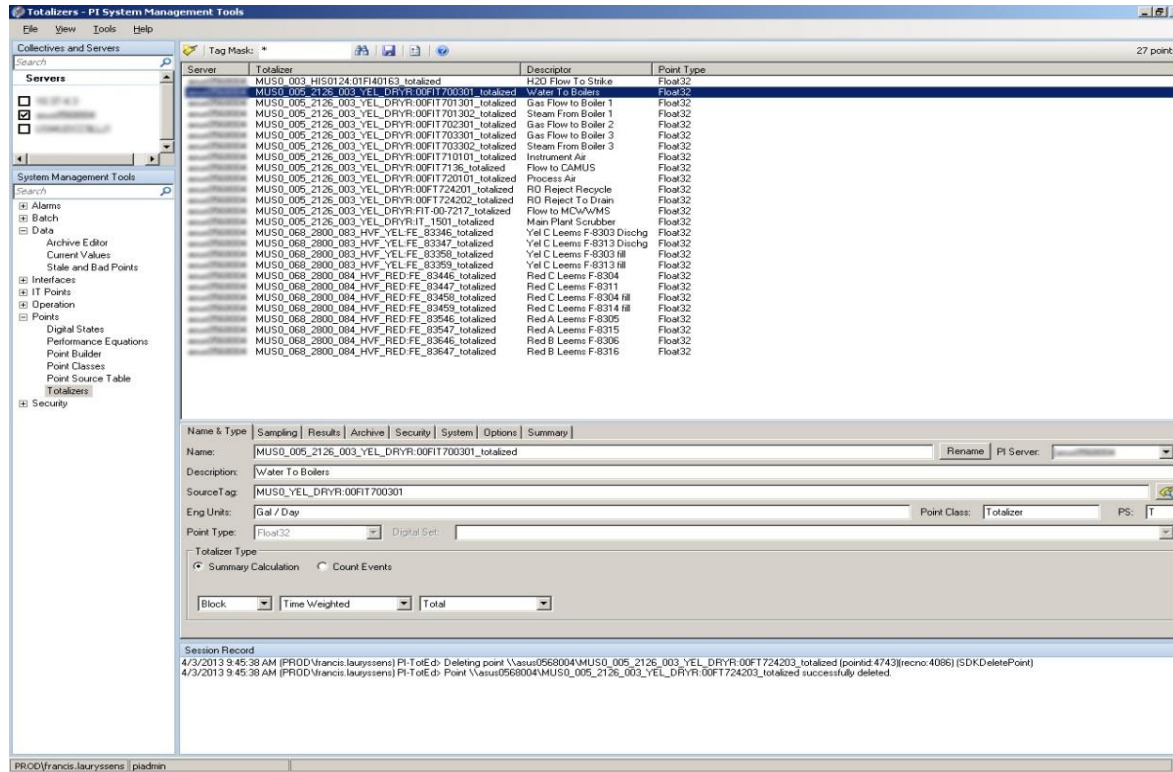 Totalizers - PI System Management Tools
File View Tools Help
Collectives and Servers
Search
Servers
System Management Tools
Search
Alarms
Batch
Data
Archive Editor
Current Values
Stale and Bad Points
Interfaces
IT Points
Operation
Points
Digital States
Performance Equations
Point Builder
Point Classes
Point Source Table
Totalizers
Security
Tag Mask: * 27 point
Server Totalizer Descriptor Point Type
MUS0_003_HIS0124:01FI40163_totalized H2O Flow To Strike Float32
MUS0_005_2126_003_YEL_DRYR:00FIT700301_totalized Water To Boilers Float32
MUS0_005_2126_003_YEL_DRYR:00FIT701301_totalized Gas Flow to Boiler 1 Float32
MUS0_005_2126_003_YEL_DRYR:00FIT701302_totalized Steam From Boiler 1 Float32
MUS0_005_2126_003_YEL_DRYR:00FIT702301_totalized Gas Flow to Boiler 2 Float32
MUS0_005_2126_003_YEL_DRYR:00FIT703301_totalized Gas Flow to Boiler 3 Float32
MUS0_005_2126_003_YEL_DRYR:00FIT703302_totalized Steam From Boiler 3 Float32
MUS0_005_2126_003_YEL_DRYR:00FIT710101_totalized Instrument Air Float32
MUS0_005_2126_003_YEL_DRYR:00FIT7136_totalized Flow to CAMUS Float32
MUS0_005_2126_003_YEL_DRYR:00FIT720101_totalized Process Air Float32
MUS0_005_2126_003_YEL_DRYR:00FT724201_totalized RO Reject Recycle Float32
MUS0_005_2126_003_YEL_DRYR:00FT724202_totalized RO Reject To Drain Float32
MUS0_005_2126_003_YEL_DRYR:FIT-00-7217_totalized Flow to MCWWMS Float32
MUS0_005_2126_003_YEL_DRYR:IT_1501_totalized Main Plant Scrubber Float32
MUS0_068_2800_083_HVF_YEL:FE_83346_totalized Yel C Leems F-8303 Dischg Float32
MUS0_068_2800_083_HVF_YEL:FE_83347_totalized Yel C Leems F-8313 Dischg Float32
MUS0_068_2800_083_HVF_YEL:FE_83358_totalized Yel C Leems F-8303 fill Float32
MUS0_068_2800_083_HVF_YEL:FE_83359_totalized Yel C Leems F-8313 fill Float32
MUS0_068_2800_084_HVF_RED:FE_83446_totalized Red C Leems F-8304 Float32
MUS0_068_2800_084_HVF_RED:FE_83447_totalized Red C Leems F-8311 Float32
MUS0_068_2800_084_HVF_RED:FE_83458_totalized Red C Leems F-8304 fill Float32
MUS0_068_2800_084_HVF_RED:FE_83459_totalized Red C Leems F-8314 fill Float32
MUS0_068_2800_084_HVF_RED:FE_83546_totalized Red A Leems F-8305 Float32
MUS0_068_2800_084_HVF_RED:FE_83547_totalized Red A Leems F-8315 Float32
MUS0_068_2800_084_HVF_RED:FE_83646_totalized Red B Leems F-8306 Float32
MUS0_068_2800_084_HVF_RED:FE_83647_totalized Red B Leems F-8316 Float32
Name & Type Sampling Results Archive Security System Options Summary
Name: MUS0_005_2126_003_YEL_DRYR:00FIT700301_totalized Rename PI Server:
Description: Water To Boilers
SourceTag: MUS0_YEL_DRYR:00FIT700301
Eng Units: Gal / Day Point Class: Totalizer PS: T
Point Type: Float32 Digital Set:
Totalizer Type
Summary Calculation Count Events
Block Time Weighted Total
Session Record
4/3/2013 9:45:38 AM (PROD\francis.lauryssens) PI-TotEd> Deleting point \\asus0568004\MUS0_005_2126_003_YEL_DRYR:00FT724203_totalized (pointid:4743)(recno:4086) (SDKDeletePoint)
4/3/2013 9:45:38 AM (PROD\francis.lauryssens) PI-TotEd> Point \\asus0568004\MUS0_005_2126_003_YEL_DRYR:00FT724203_totalized successfully deleted.
PROD\francis.lauryssens piadmin